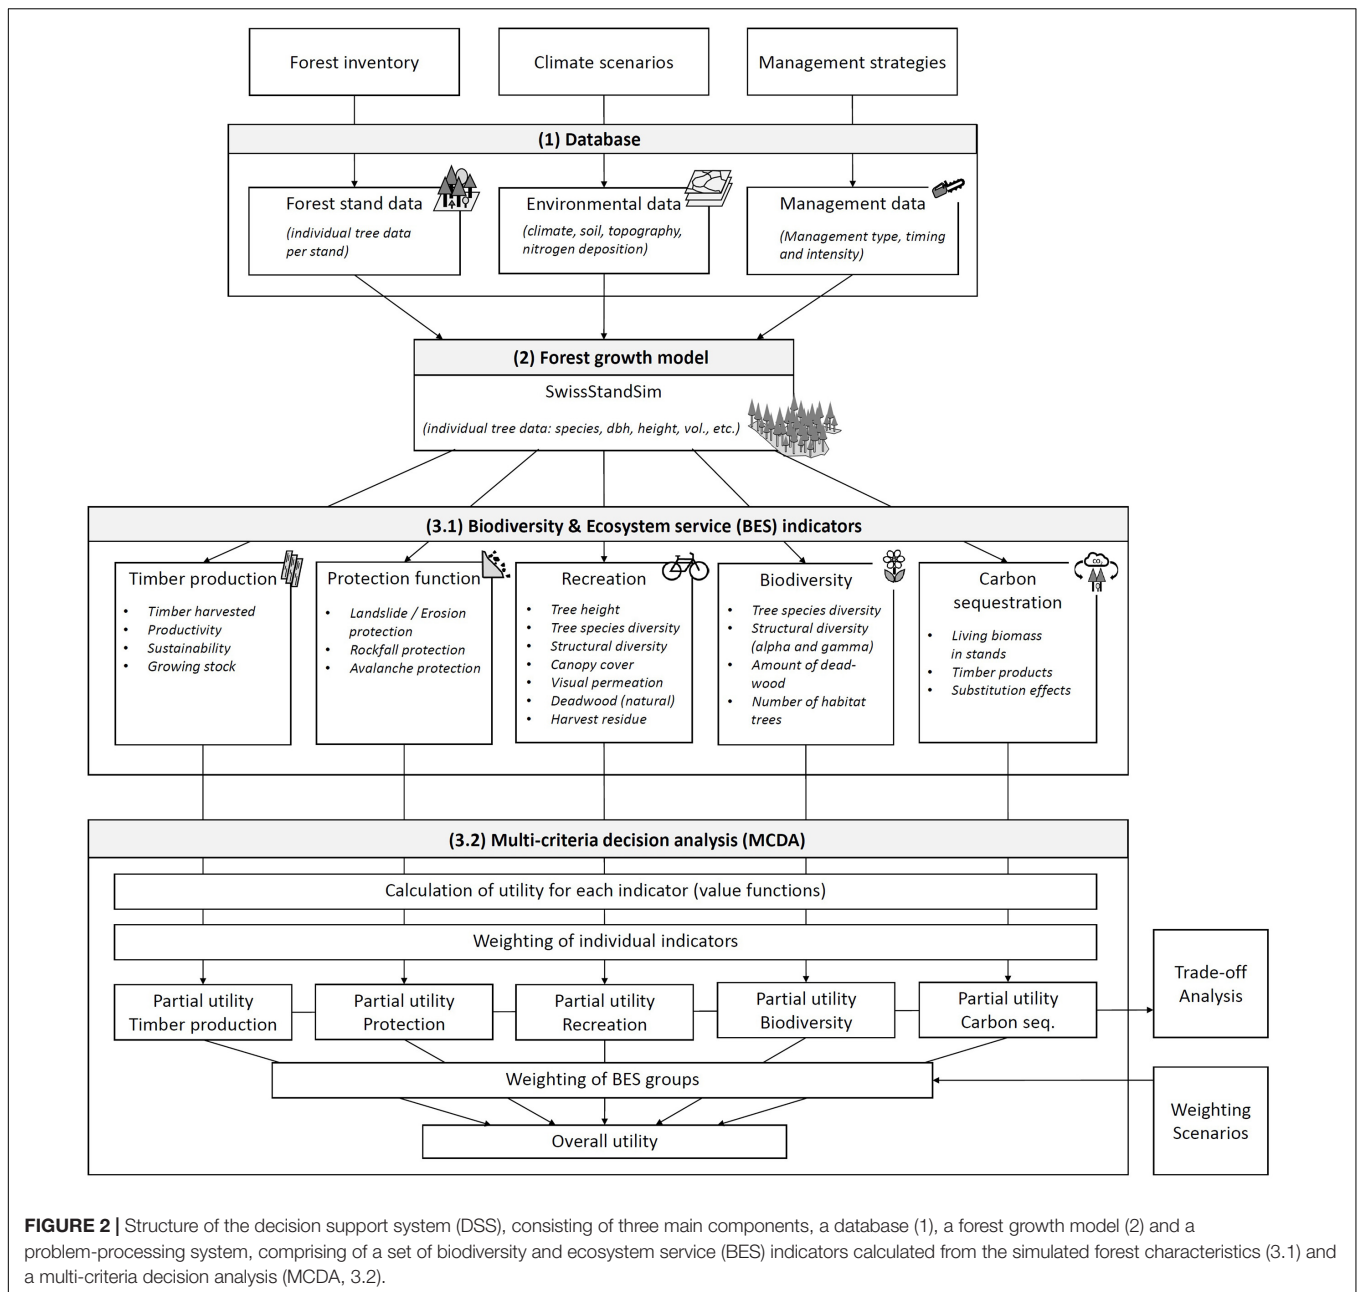 Forest inventory
Climate scenarios
Management strategies
(1) Database
Forest stand data
(individual tree data
per stand)
Environmental data
(climate, soil, topography,
nitrogen deposition)
Management data
(Management type, timing
and intensity)
(2) Forest growth model
SwissStandSim
(individual tree data: species, dbh, height, vol., etc.)
(3.1) Biodiversity & Ecosystem service (BES) indicators
Timber production
• Timber harvested
• Productivity
• Sustainability
• Growing stock
Protection function
• Landslide / Erosion
protection
• Rockfall protection
• Avalanche protection
Recreation
• Tree height
• Tree species diversity
• Structural diversity
• Canopy cover
• Visual permeation
• Deadwood (natural)
• Harvest residue
Biodiversity
• Tree species diversity
• Structural diversity
(alpha and gamma)
• Amount of dead-
wood
• Number of habitat
trees
CO₂
Carbon
sequestration
• Living biomass
in stands
• Timber products
• Substitution effects
(3.2) Multi-criteria decision analysis (MCDA)
Calculation of utility for each indicator (value functions)
Weighting of individual indicators
Partial utility
Timber production
Partial utility
Protection
Partial utility
Recreation
Partial utility
Biodiversity
Partial utility
Carbon seq.
Trade-off
Analysis
Weighting of BES groups
Weighting
Scenarios
Overall utility
FIGURE 2 | Structure of the decision support system (DSS), consisting of three main components, a database (1), a forest growth model (2) and a
problem-processing system, comprising of a set of biodiversity and ecosystem service (BES) indicators calculated from the simulated forest characteristics (3.1) and
a multi-criteria decision analysis (MCDA, 3.2).